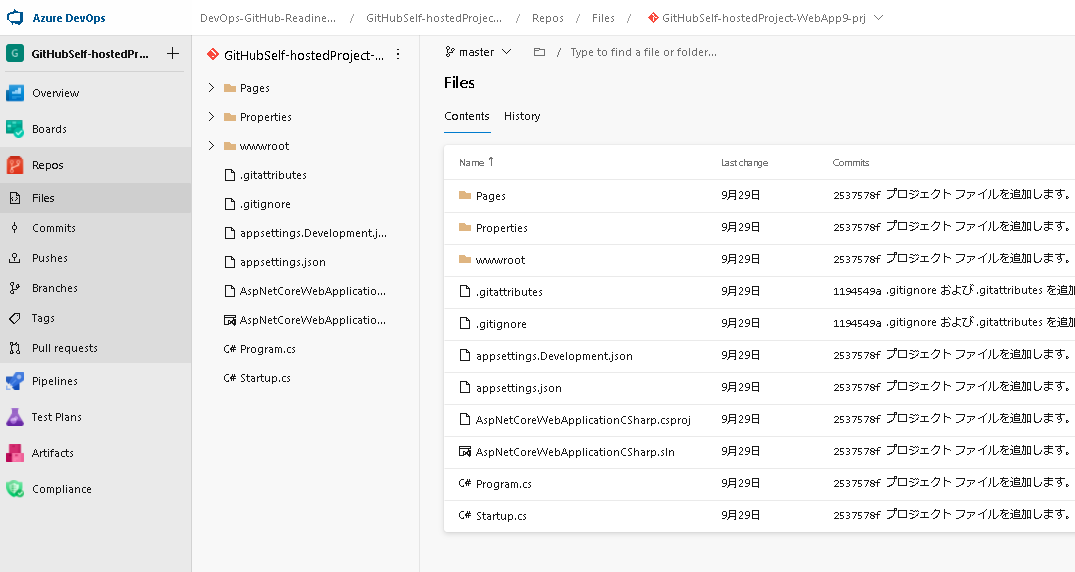 Azure DevOps
DevOps-GitHub-Readine... / GitHubSelf-hostedProjec... / Repos / Files / GitHubSelf-hostedProject-WebApp9-prj
G GitHubSelf-hostedPr... +
Overview
Boards
Repos
Files
Commits
Pushes
Branches
Tags
Pull requests
Pipelines
Test Plans
Artifacts
Compliance
GitHubSelf-hostedProject-...
Pages
Properties
wwwroot
.gitattributes
.gitignore
appsettings.Development.j...
appsettings.json
AspNetCoreWebApplicatio...
AspNetCoreWebApplicatio...
C# Program.cs
C# Startup.cs
master / Type to find a file or folder...
Files
Contents History
Name ↑ Last change Commits
Pages 9月29日 2537578f プロジェクト ファイルを追加します。
Properties 9月29日 2537578f プロジェクト ファイルを追加します。
wwwroot 9月29日 2537578f プロジェクト ファイルを追加します。
.gitattributes 9月29日 1194549a .gitignore および .gitattributes を追加
.gitignore 9月29日 1194549a .gitignore および .gitattributes を追加
appsettings.Development.json 9月29日 2537578f プロジェクト ファイルを追加します。
appsettings.json 9月29日 2537578f プロジェクト ファイルを追加します。
AspNetCoreWebApplicationCSharp.csproj 9月29日 2537578f プロジェクト ファイルを追加します。
AspNetCoreWebApplicationCSharp.sln 9月29日 2537578f プロジェクト ファイルを追加します。
C# Program.cs 9月29日 2537578f プロジェクト ファイルを追加します。
C# Startup.cs 9月29日 2537578f プロジェクト ファイルを追加します。